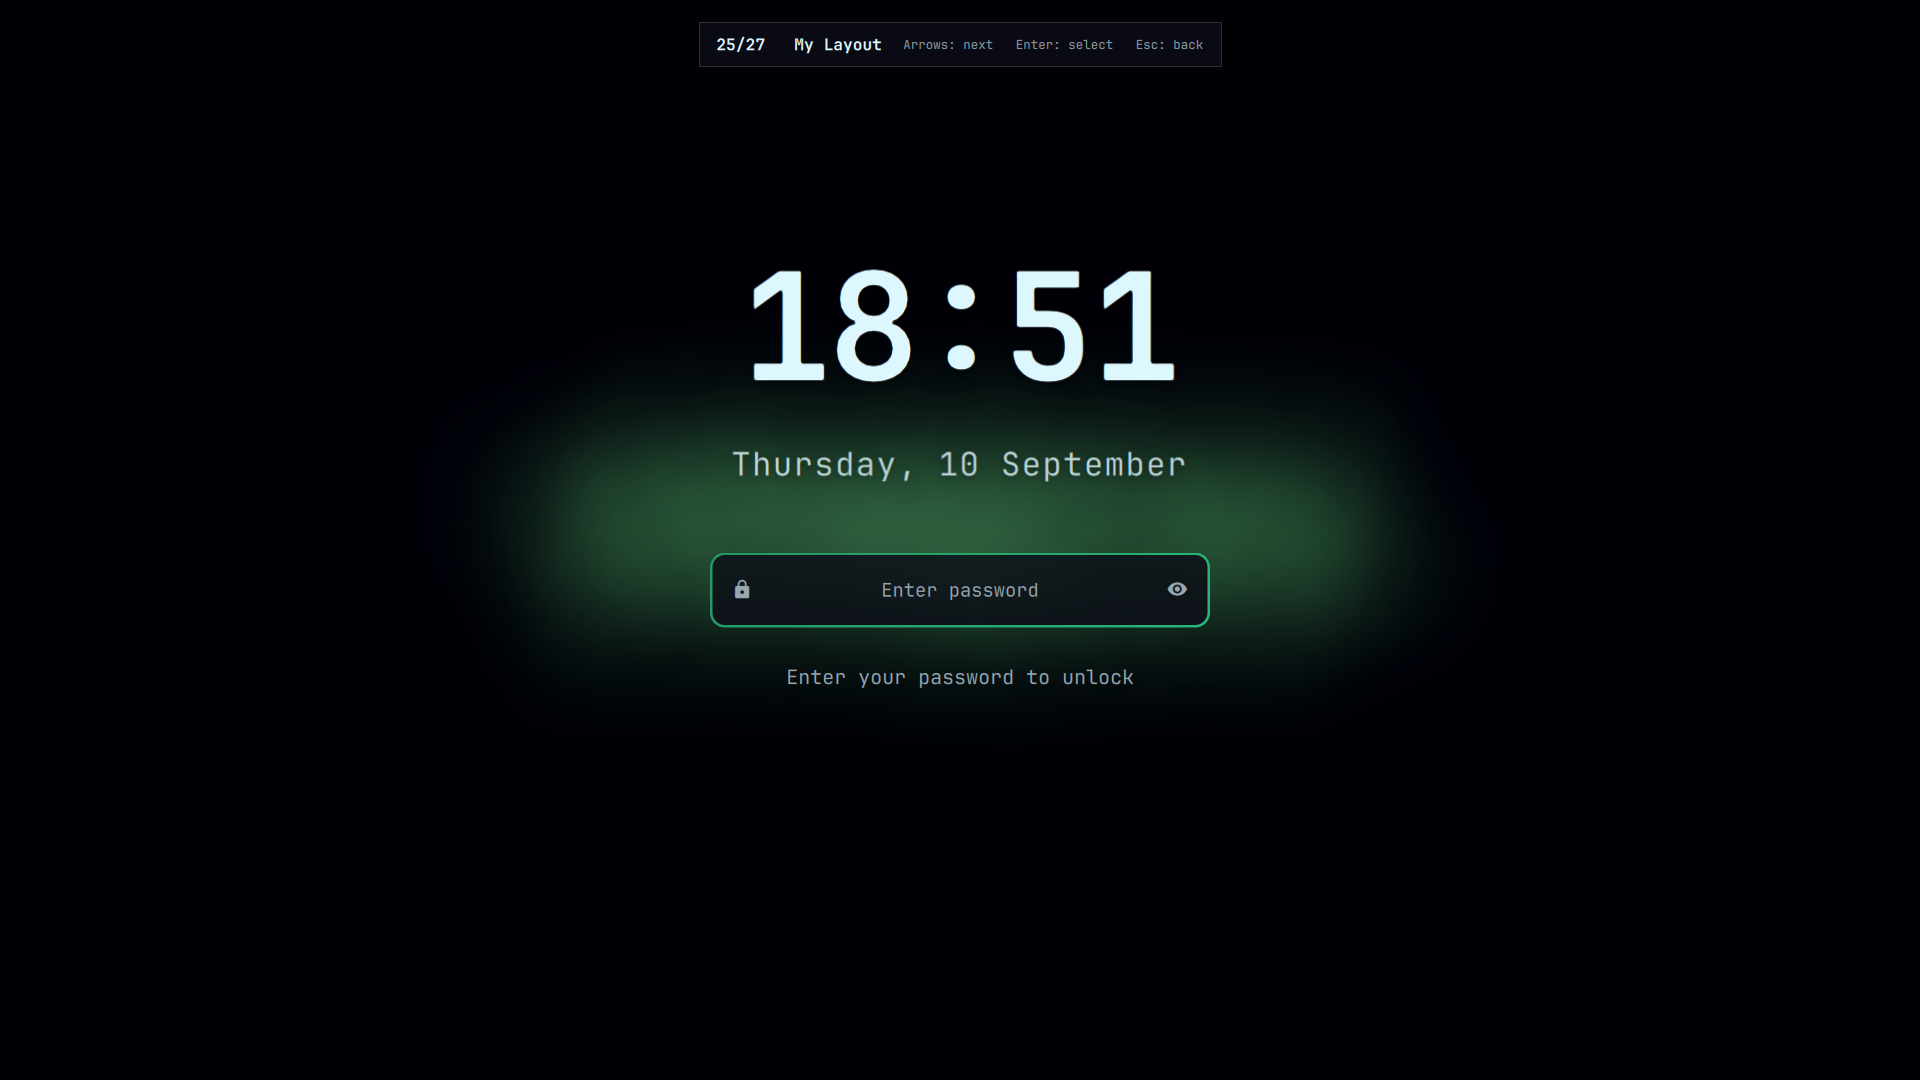 25/27 My Layout Arrows: next Enter: select Esc: back
18:51
Thursday, 10 September
Enter password
Enter your password to unlock